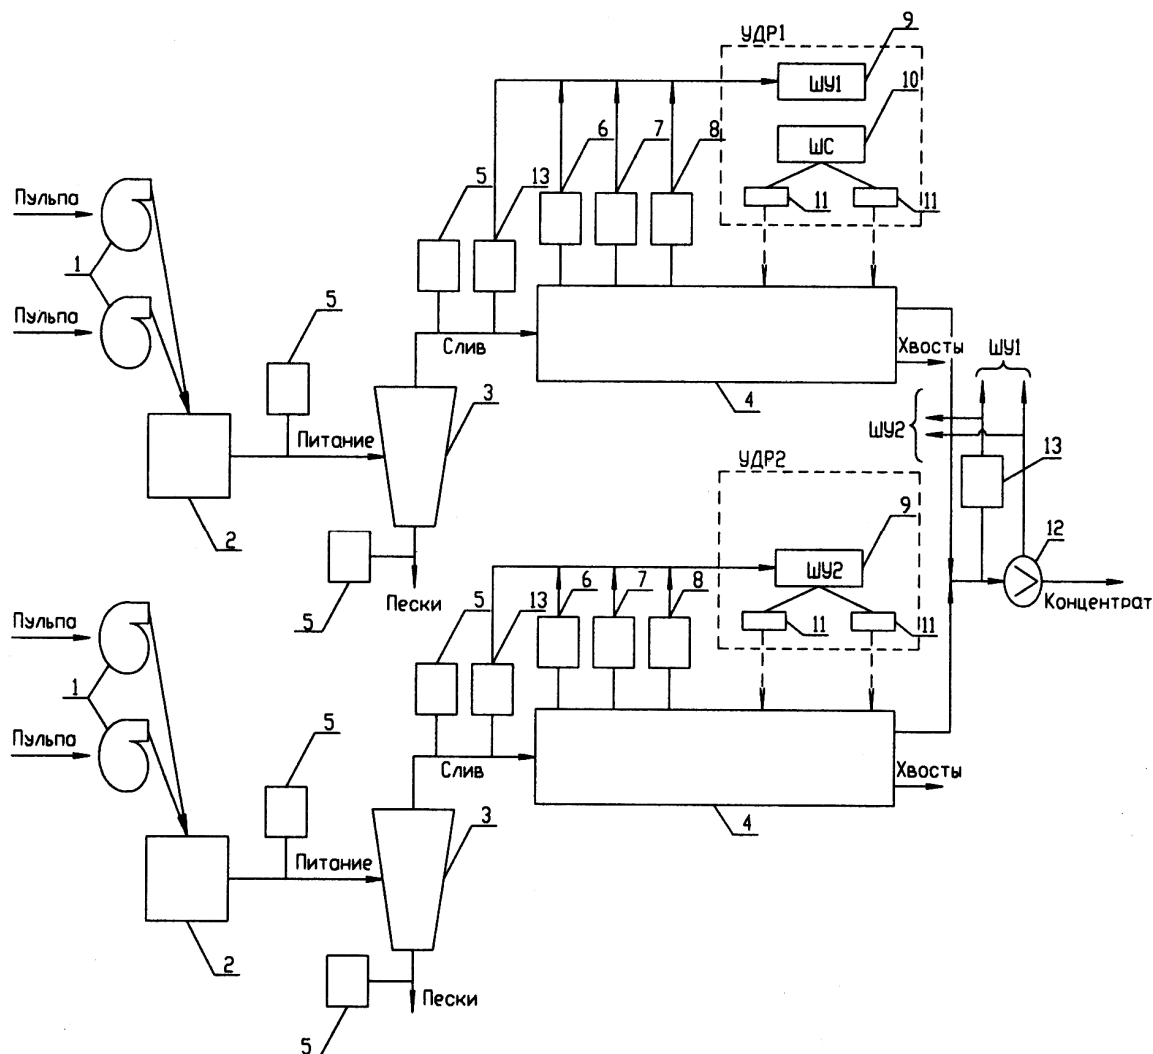 УДР1
9
ШУ1
10
6
7
8
ШС
5
13
11
11
Пульпа
1
Пульпа
5
Слив
Хвосты
ШУ1
3
4
ШУ2
Питание
13
УДР2
9
2
12
5
Пески
6
7
8
ШУ2
Концентрат
5
13
11
11
Пульпа
1
Пульпа
5
Слив
Хвосты
3
4
Питание
2
Пески
5